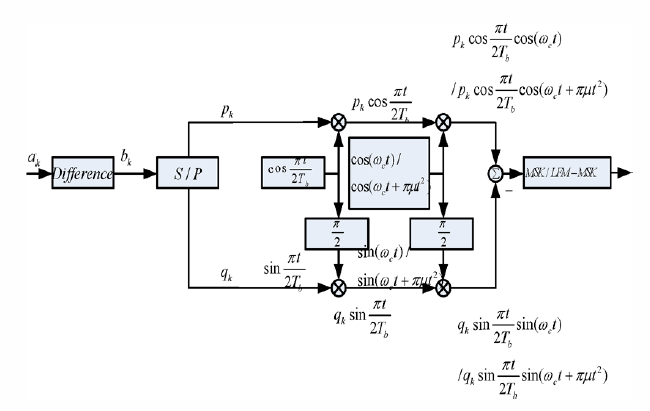 p_k cos πt/2T_b cos(ω_c t)
/p_k cos πt/2T_b cos(ω_c t + πμt²)
p_k
p_k cos πt/2T_b
a_k
Difference
b_k
S/P
cos πt/2T_b
cos(ω_c t)/
cos(ω_c t + πμt²
Σ
−
MSK/LFM-MSK
π/2
π/2
sin(ω_c t)/
sin(ω_c t + πμt²
q_k
sin πt/2T_b
q_k sin πt/2T_b
q_k sin πt/2T_b sin(ω_c t)
/q_k sin πt/2T_b sin(ω_c t + πμt²)